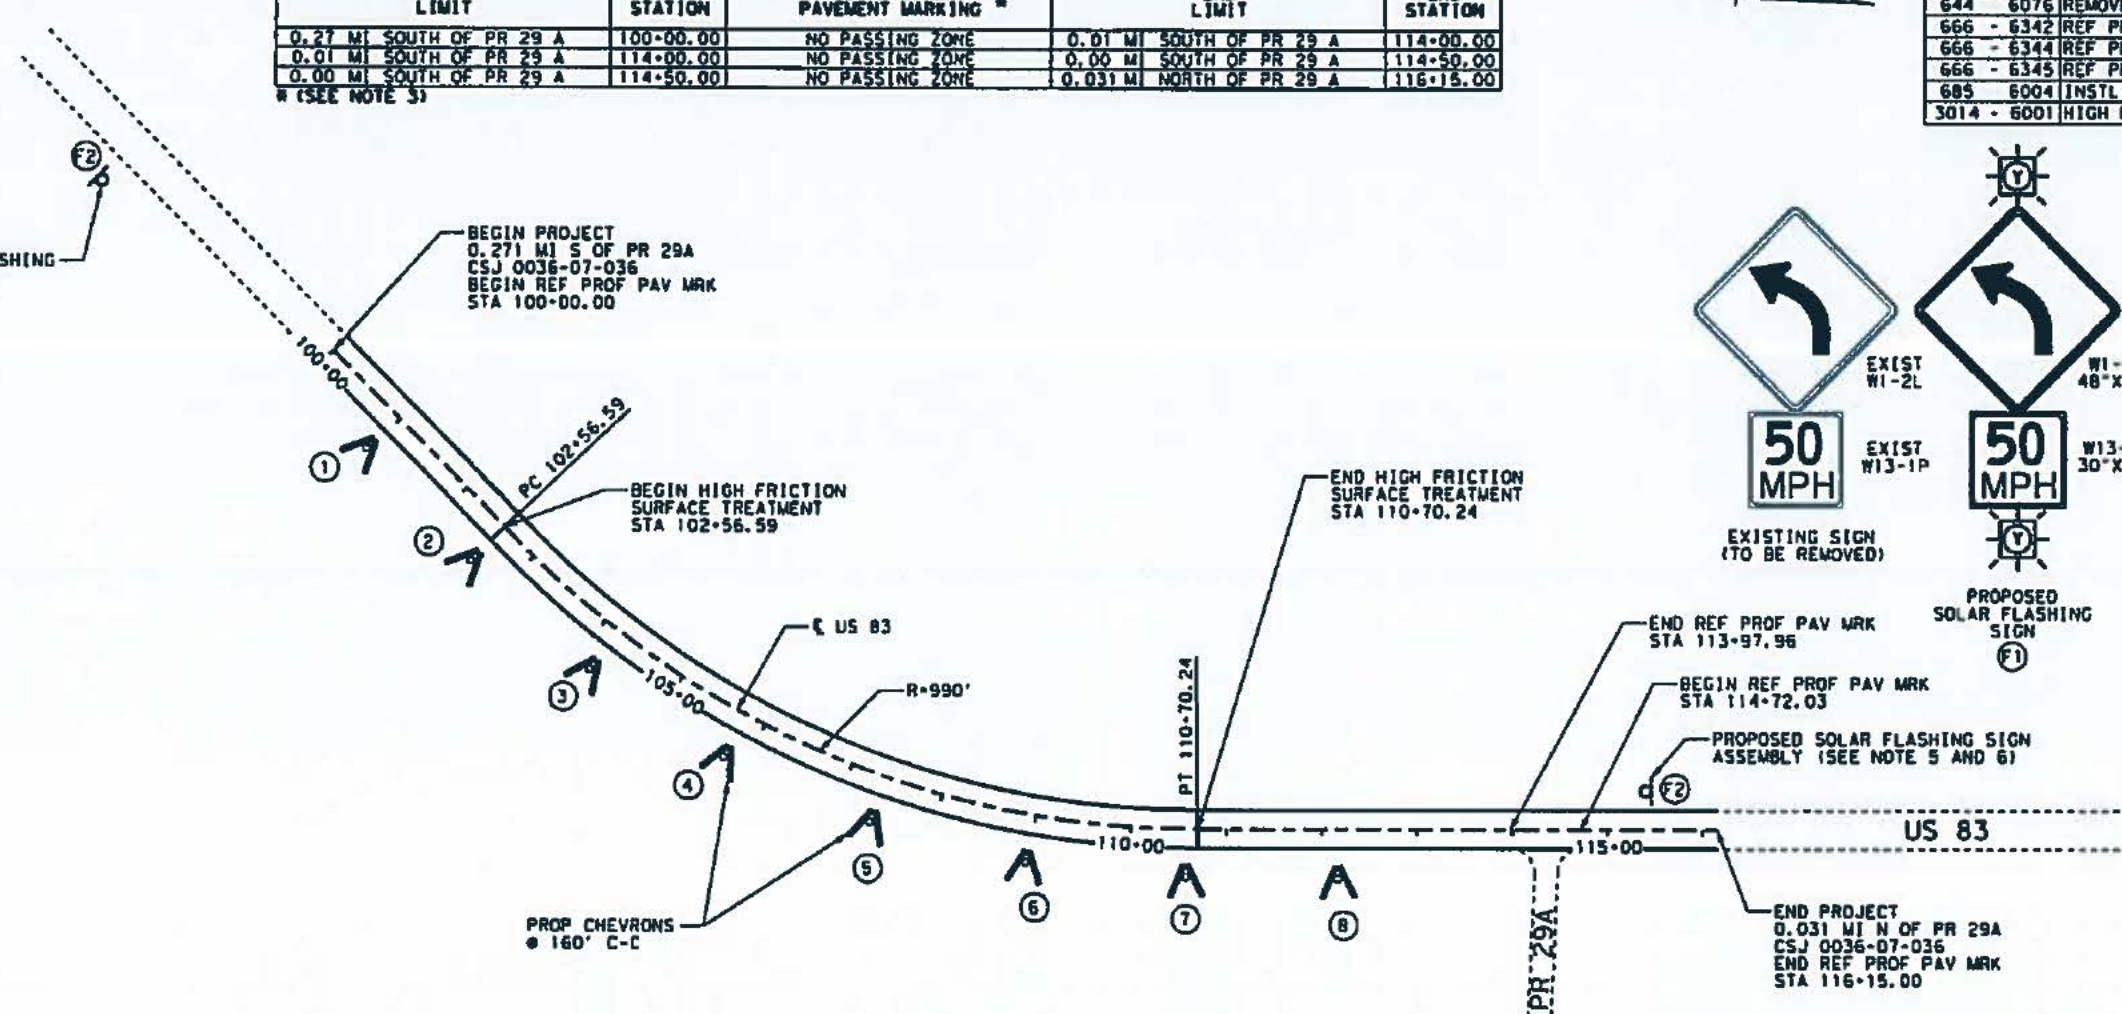 LIMIT STATION PAVEMENT MARKING * LIMIT STATION
0.27 MI SOUTH OF PR 29 A 100+00.00 NO PASSING ZONE 0.01 MI SOUTH OF PR 29 A 114+00.00
0.01 MI SOUTH OF PR 29 A 114+00.00 NO PASSING ZONE 0.00 MI SOUTH OF PR 29 A 114+50.00
0.00 MI SOUTH OF PR 29 A 114+50.00 NO PASSING ZONE 0.031 MI NORTH OF PR 29 A 116+15.00
* (SEE NOTE 3)
644 - 6076 REMOVE
666 - 6342 REF P
666 - 6344 REF P
666 - 6345 REF P
685 6004 INSTL
3014 - 6001 HIGH
F2
SHING
BEGIN PROJECT
0.271 MI S OF PR 29A
CSJ 0036-07-036
BEGIN REF PROF PAV MRK
STA 100+00.00
100+00
1
PC 102+56.59
BEGIN HIGH FRICTION
SURFACE TREATMENT
STA 102+56.59
2
℄ US 83
3
105+00
R=990'
4
5
PROP CHEVRONS
@ 160' C-C
6
110+00
7
PT 110+70.24
END HIGH FRICTION
SURFACE TREATMENT
STA 110+70.24
8
END REF PROF PAV MRK
STA 113+97.96
BEGIN REF PROF PAV MRK
STA 114+72.03
PROPOSED SOLAR FLASHING SIGN
ASSEMBLY (SEE NOTE 5 AND 6)
F2
115+00
US 83
PR 29A
END PROJECT
0.031 MI N OF PR 29A
CSJ 0036-07-036
END REF PROF PAV MRK
STA 116+15.00
EXIST
W1-2L
50
MPH
EXIST
W13-1P
EXISTING SIGN
(TO BE REMOVED)
Y
W1-
48"X
50
MPH
W13-
30"X
Y
PROPOSED
SOLAR FLASHING
SIGN
F1